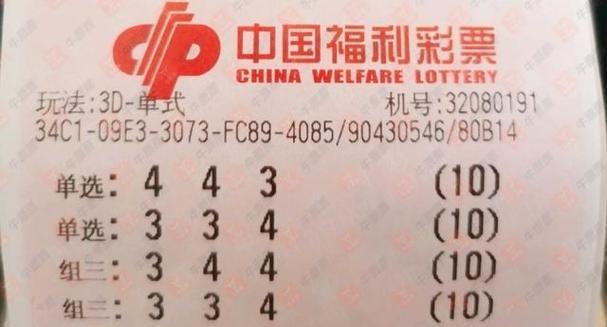 中国福利彩票
CHINA WELFARE LOTTERY
玩法:3D-单式 机号:32080191
34C1-09E3-3073-FC89-4085/90430546/80B14
单选: 4 4 3 (10)
单选: 3 3 4 (10)
组三: 3 4 4 (10)
组三: 3 3 4 (10)